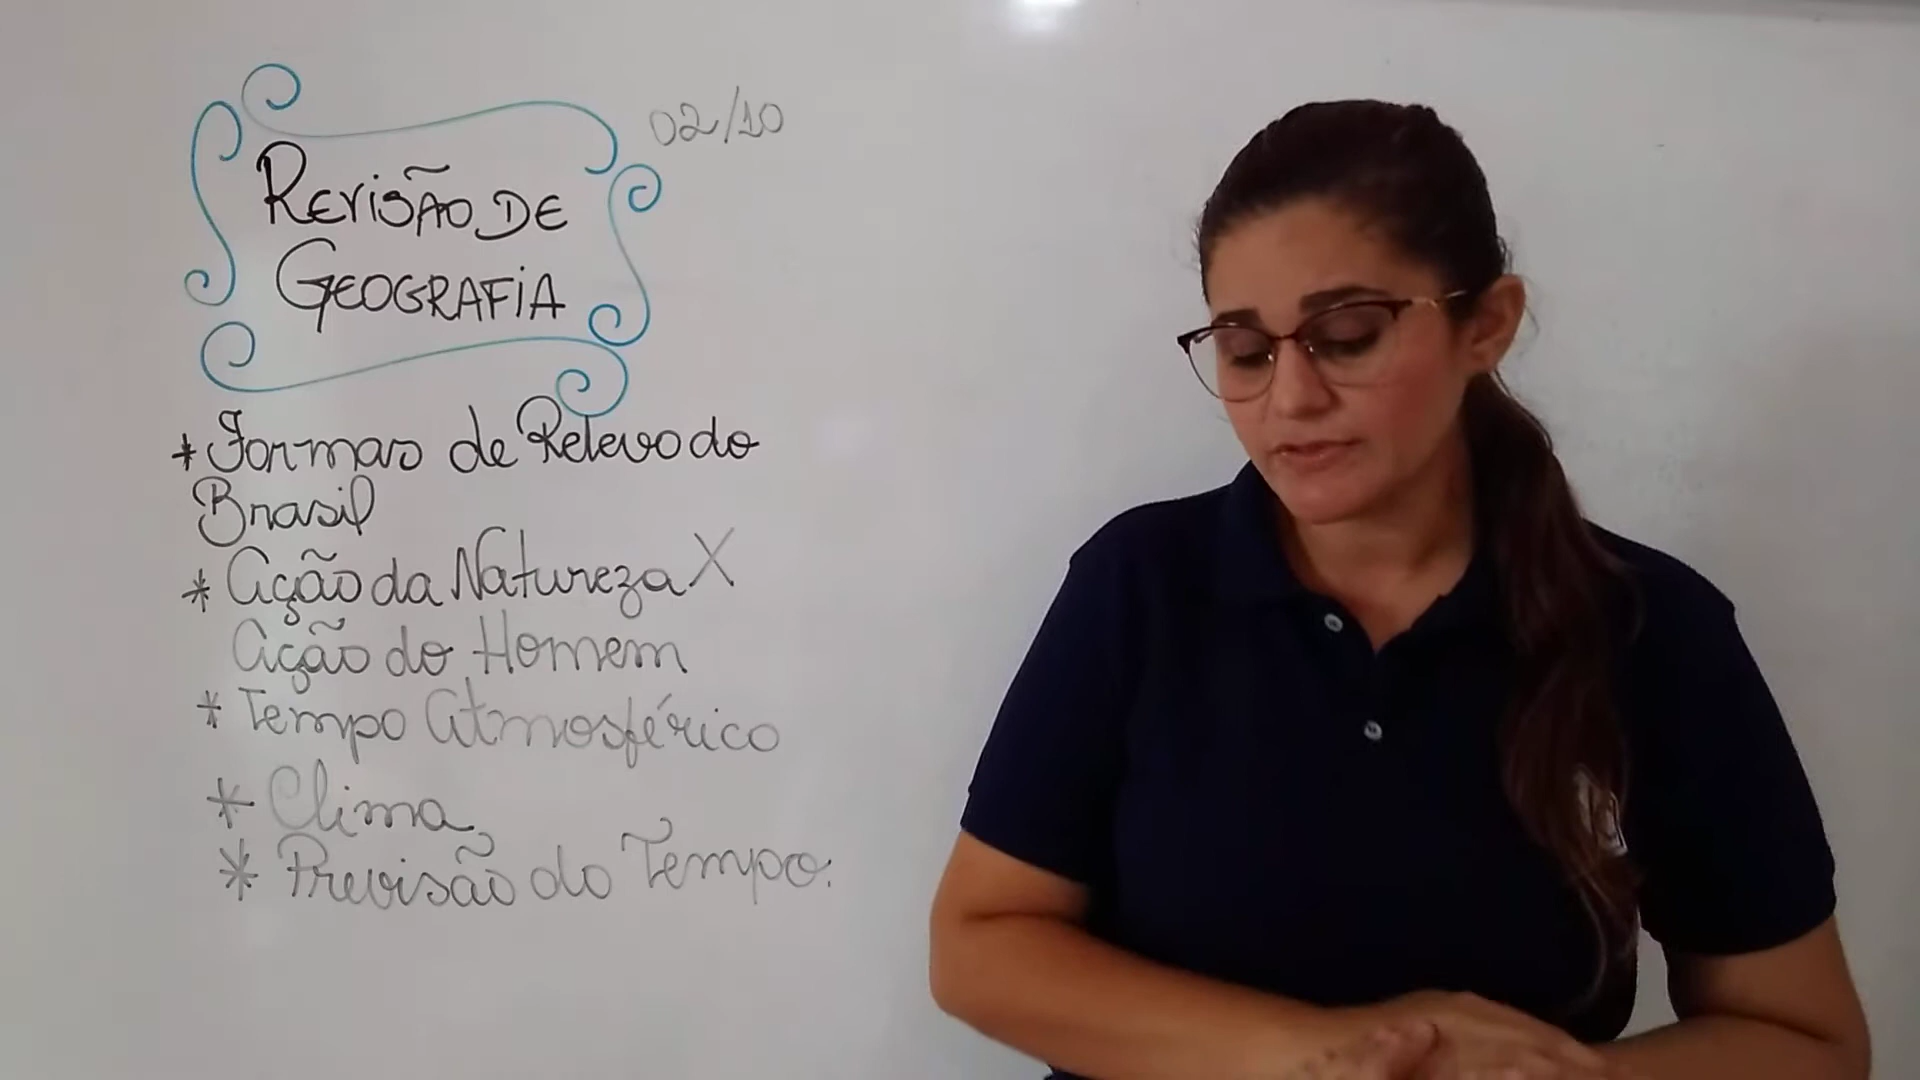 02/10
REVISÃO DE
GEOGRAFIA
* Formas de Relevo do
Brasil
* Ação da Natureza X
Ação do Homem
* Tempo Atmosférico
* Clima
* Previsão do Tempo.